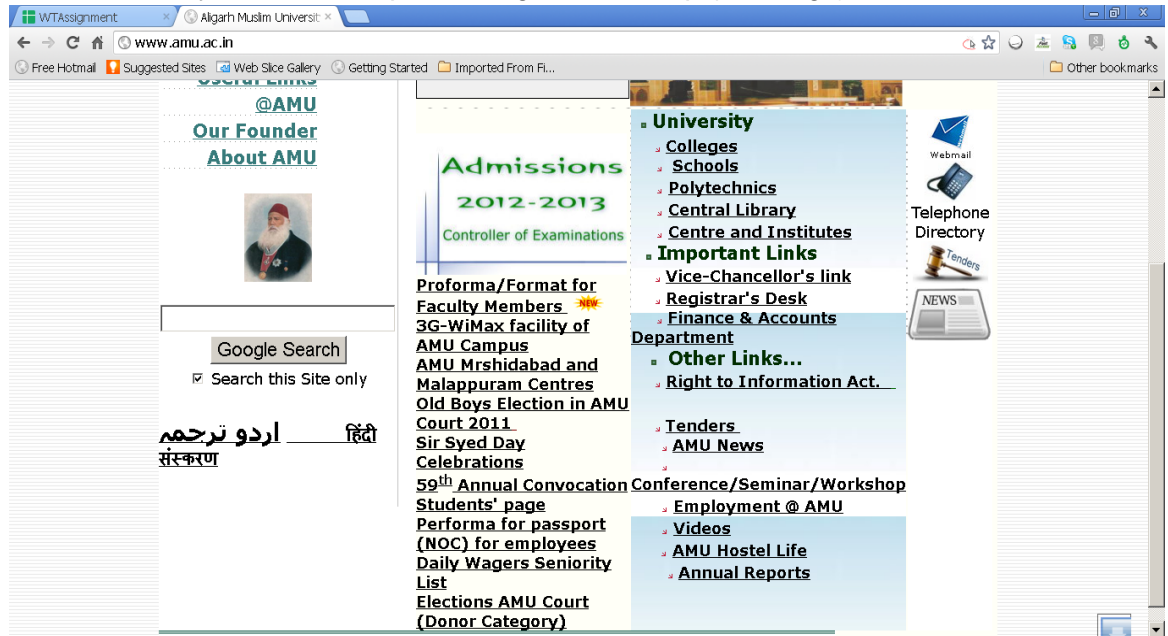 WTAssignment
Aligarh Muslim Universit
www.amu.ac.in
Free Hotmail
Suggested Sites
Web Slice Gallery
Getting Started
Imported From Fi...
Other bookmarks
Useful Links
@AMU
Our Founder
About AMU
Google Search
Search this Site only
اردو ترجمہ
हिंदी
संस्करण
Admissions
2012-2013
Controller of Examinations
Proforma/Format for
Faculty Members NEW
3G-WiMax facility of
AMU Campus
AMU Mrshidabad and
Malappuram Centres
Old Boys Election in AMU
Court 2011
Sir Syed Day
Celebrations
59th Annual Convocation
Students' page
Performa for passport
(NOC) for employees
Daily Wagers Seniority
List
Elections AMU Court
(Donor Category)
University
Colleges
Schools
Polytechnics
Central Library
Centre and Institutes
Important Links
Vice-Chancellor's link
Registrar's Desk
Finance & Accounts
Department
Other Links...
Right to Information Act.
Tenders
AMU News
Conference/Seminar/Workshop
Employment @ AMU
Videos
AMU Hostel Life
Annual Reports
Webmail
Telephone
Directory
Tenders
NEWS